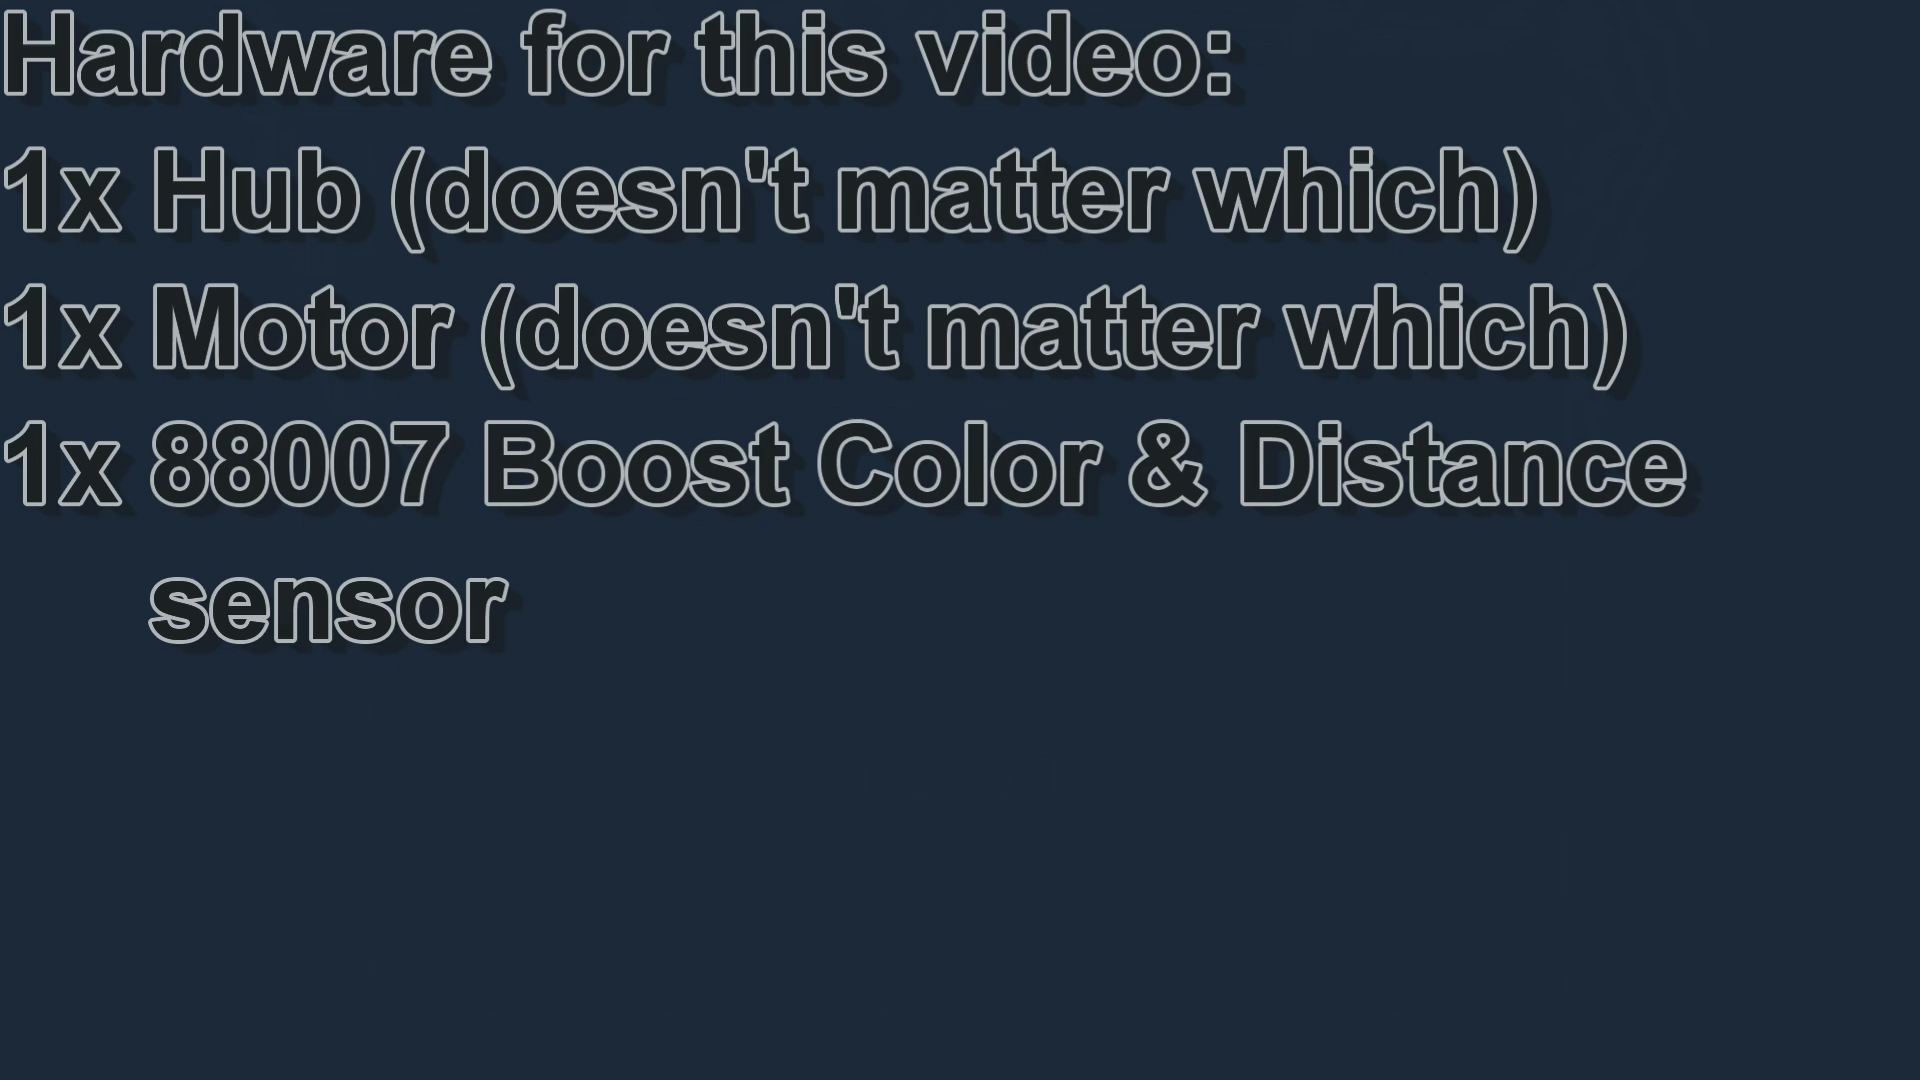 Hardware for this video:
1x Hub (doesn't matter which)
1x Motor (doesn't matter which)
1x 88007 Boost Color & Distance
sensor